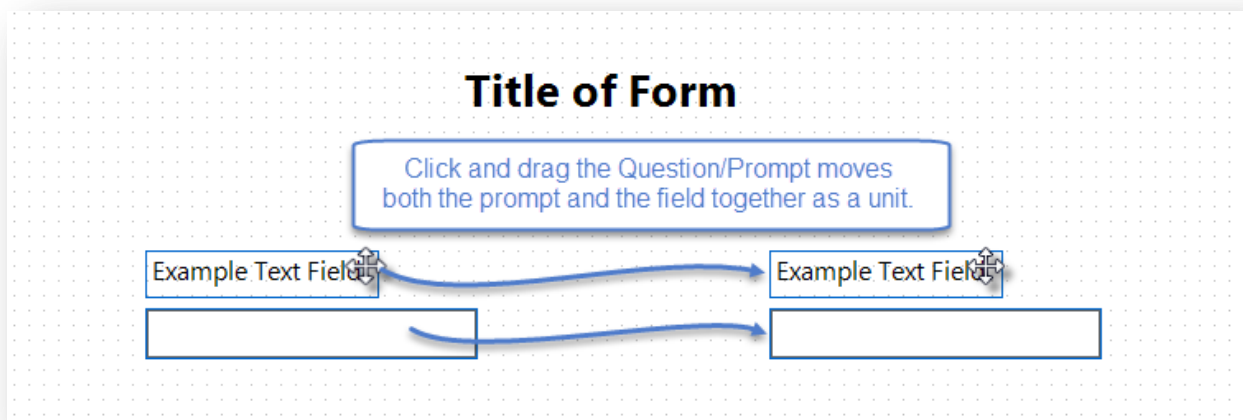 Title of Form
Click and drag the Question/Prompt moves
both the prompt and the field together as a unit.
Example Text Field
Example Text Field